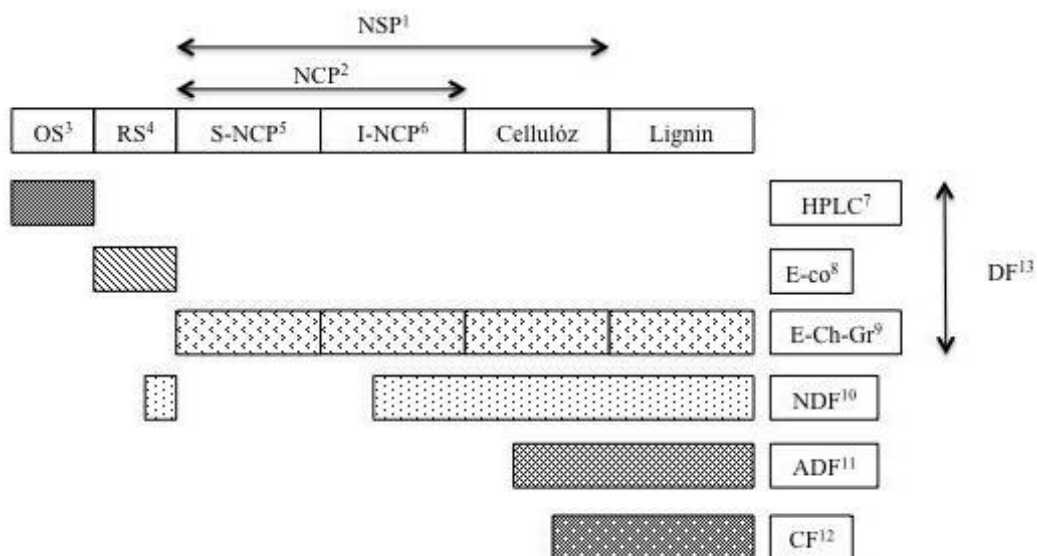 NSP¹
NCP²
OS³ RS⁴ S-NCP⁵ I-NCP⁶ Cellulóz Lignin
HPLC⁷
E-co⁸
DF¹³
E-Ch-Gr⁹
NDF¹⁰
ADF¹¹
CF¹²